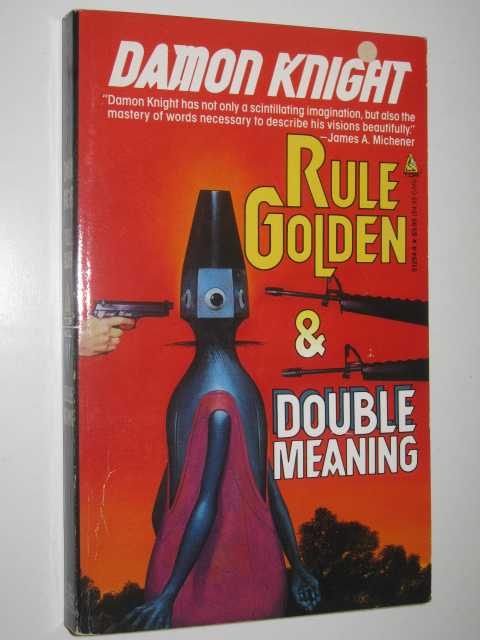 DAMON KNIGHT
"Damon Knight has not only a scintillating imagination, but also the
mastery of words necessary to describe his visions beautifully."
—James A. Michener
RULE
GOLDEN
&
DOUBLE
MEANING
TOR